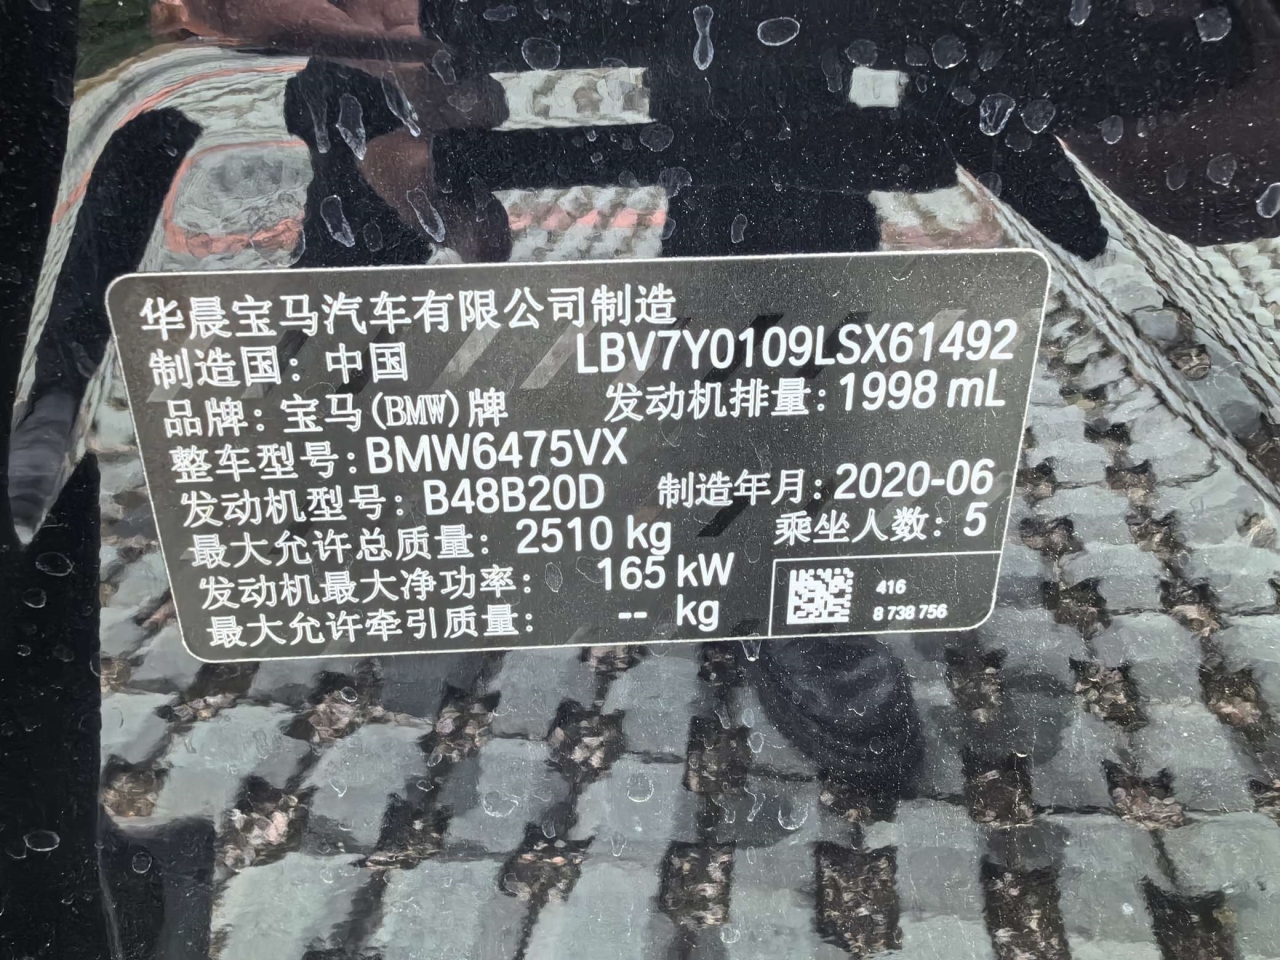 华晨宝马汽车有限公司制造
制造国：中国 LBV7Y0109LSX61492
品牌：宝马(BMW)牌 发动机排量：1998 mL
整车型号：BMW6475VX
发动机型号：B48B20D 制造年月：2020-06
最大允许总质量：2510 kg 乘坐人数：5
发动机最大净功率：165 kW
最大允许牵引质量：-- kg
416
8 738 756